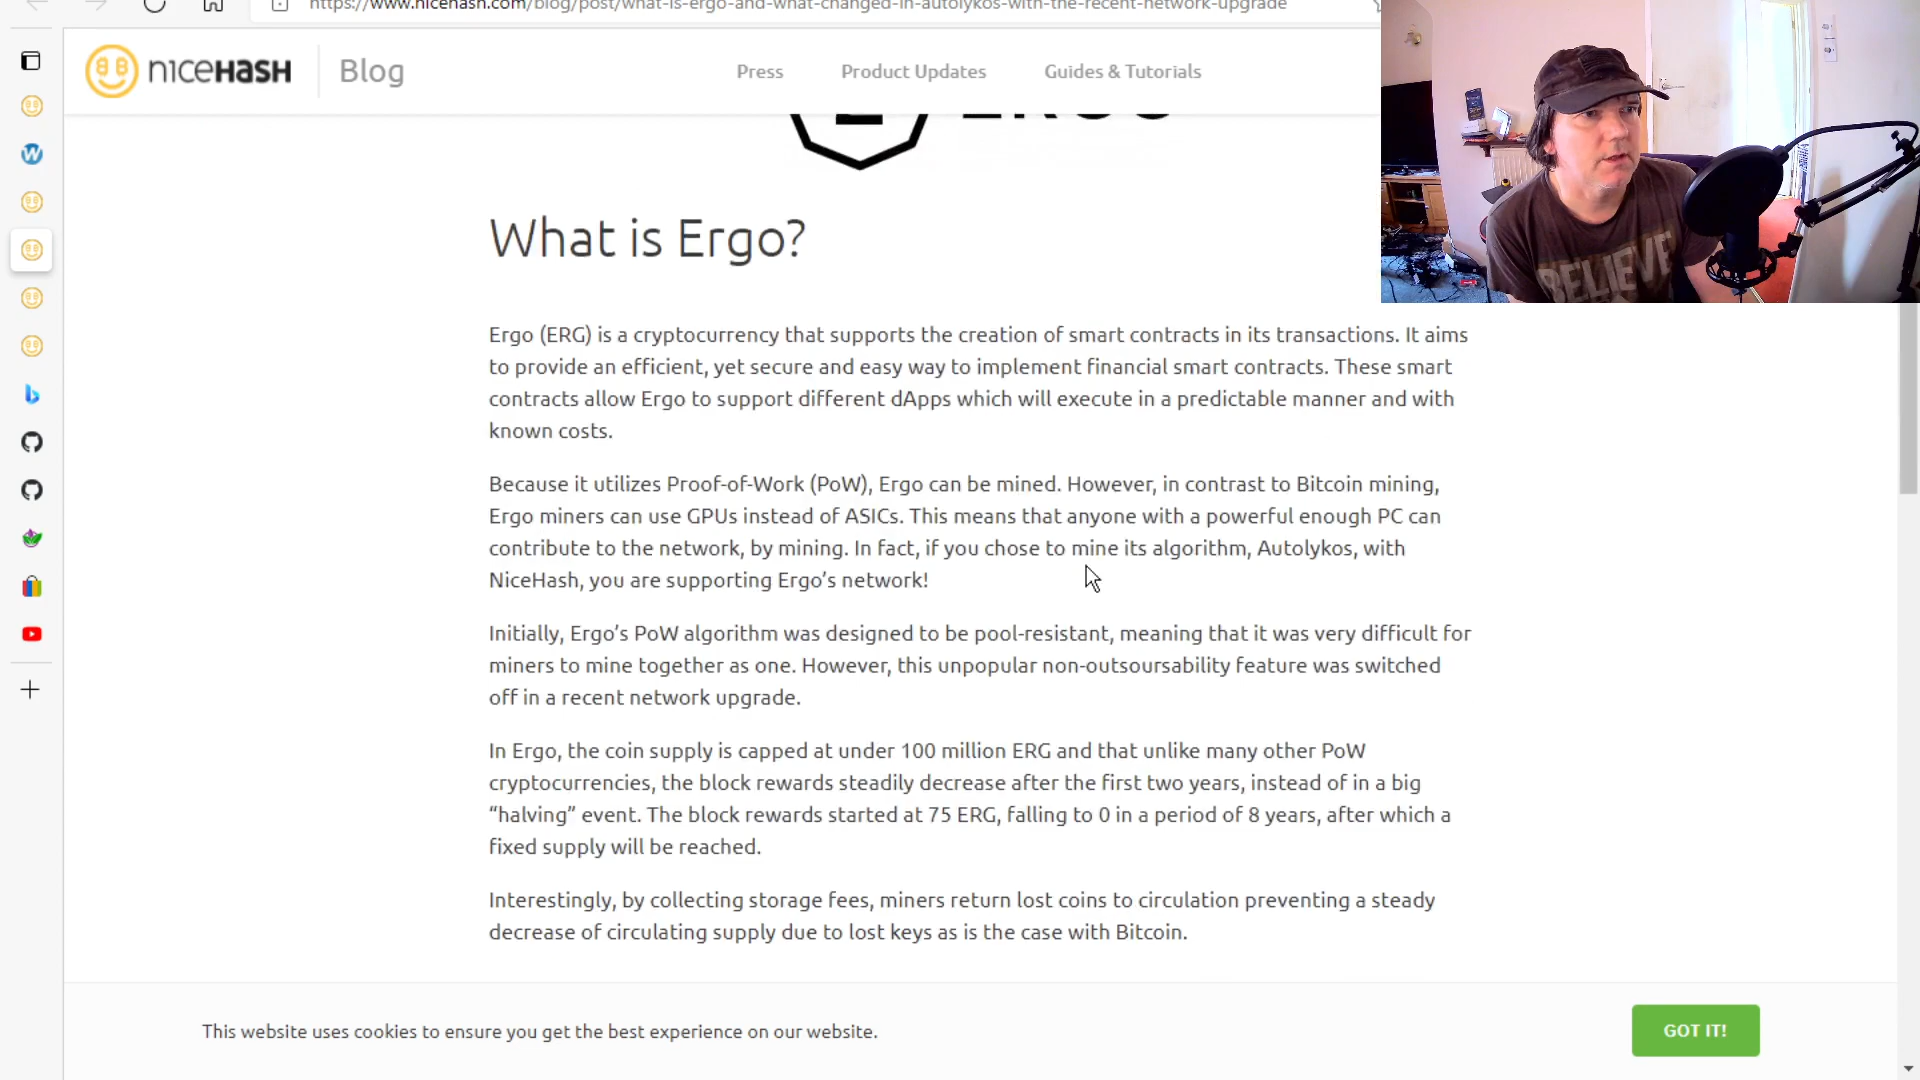 https://www.nicehash.com/blog/post/what-is-ergo-and-what-changed-in-autolykos-with-the-recent-network-upgrade
niceHASH Blog Press Product Updates Guides & Tutorials
ERGO
BELIEVE
What is Ergo?
Ergo (ERG) is a cryptocurrency that supports the creation of smart contracts in its transactions. It aims
to provide an efficient, yet secure and easy way to implement financial smart contracts. These smart
contracts allow Ergo to support different dApps which will execute in a predictable manner and with
known costs.
Because it utilizes Proof-of-Work (PoW), Ergo can be mined. However, in contrast to Bitcoin mining,
Ergo miners can use GPUs instead of ASICs. This means that anyone with a powerful enough PC can
contribute to the network, by mining. In fact, if you chose to mine its algorithm, Autolykos, with
NiceHash, you are supporting Ergo’s network!
Initially, Ergo’s PoW algorithm was designed to be pool-resistant, meaning that it was very difficult for
miners to mine together as one. However, this unpopular non-outsoursability feature was switched
off in a recent network upgrade.
In Ergo, the coin supply is capped at under 100 million ERG and that unlike many other PoW
cryptocurrencies, the block rewards steadily decrease after the first two years, instead of in a big
“halving” event. The block rewards started at 75 ERG, falling to 0 in a period of 8 years, after which a
fixed supply will be reached.
Interestingly, by collecting storage fees, miners return lost coins to circulation preventing a steady
decrease of circulating supply due to lost keys as is the case with Bitcoin.
This website uses cookies to ensure you get the best experience on our website.
GOT IT!